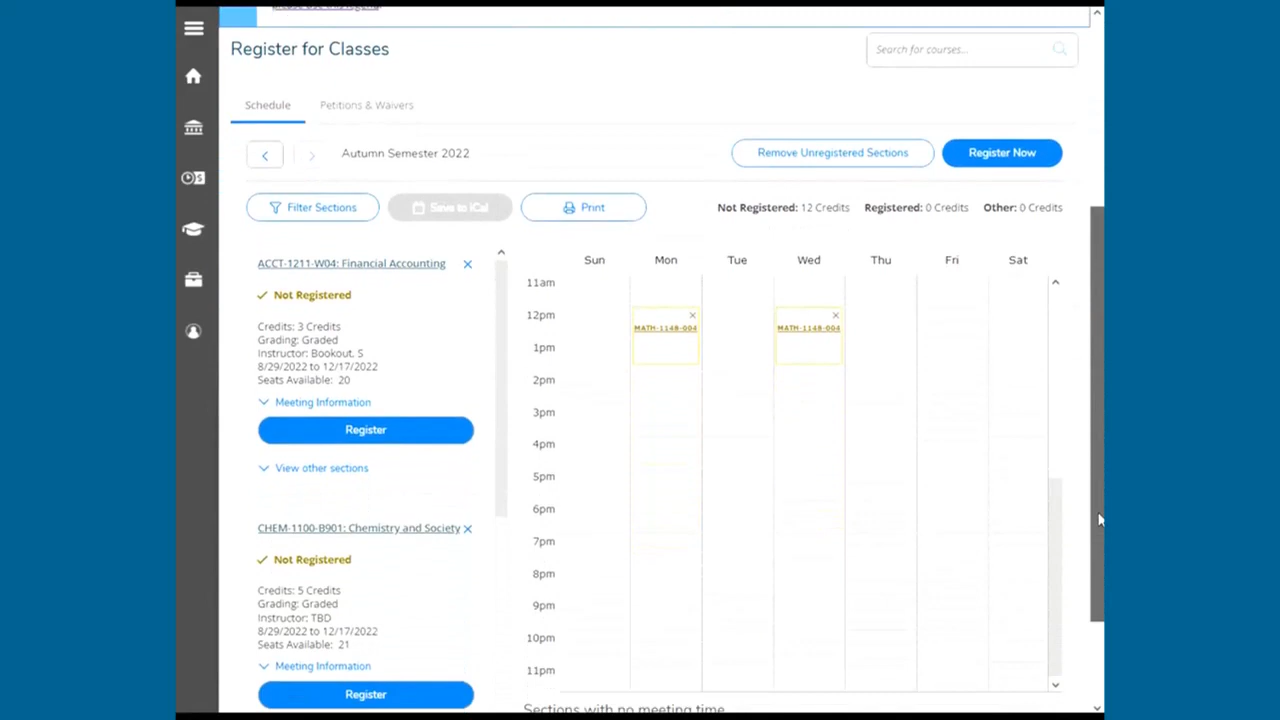 Register for Classes
Search for courses...
Schedule
Petitions & Waivers
Autumn Semester 2022
Remove Unregistered Sections
Register Now
Filter Sections
Save to iCal
Print
Not Registered: 12 Credits
Registered: 0 Credits
Other: 0 Credits
ACCT-1211-W04: Financial Accounting
Not Registered
Credits: 3 Credits
Grading: Graded
Instructor: Bookout, S
8/29/2022 to 12/17/2022
Seats Available: 20
Meeting Information
Register
View other sections
CHEM-1100-B901: Chemistry and Society
Not Registered
Credits: 5 Credits
Grading: Graded
Instructor: TBD
8/29/2022 to 12/17/2022
Seats Available: 21
Meeting Information
Register
Sun Mon Tue Wed Thu Fri Sat
11am
12pm
MATH-1148-004 MATH-1148-004
1pm
2pm
3pm
4pm
5pm
6pm
7pm
8pm
9pm
10pm
11pm
Sections with no meeting time